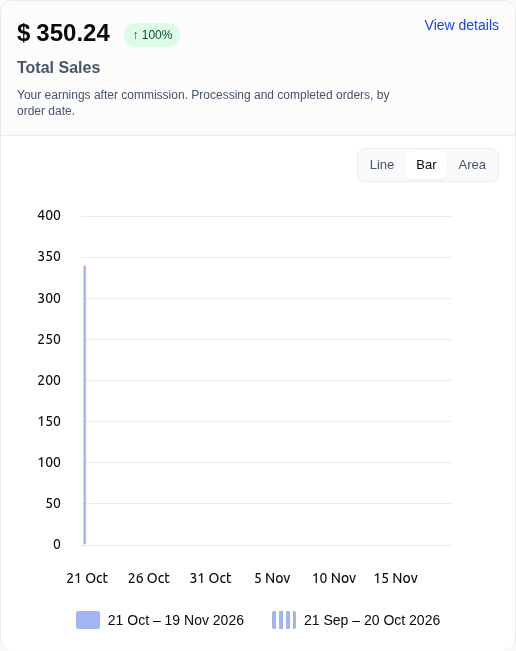 $ 350.24 ↑ 100% View details
Total Sales
Your earnings after commission. Processing and completed orders, by
order date.
Line Bar Area
400
350
300
250
200
150
100
50
0
21 Oct 26 Oct 31 Oct 5 Nov 10 Nov 15 Nov
21 Oct – 19 Nov 2026 21 Sep – 20 Oct 2026